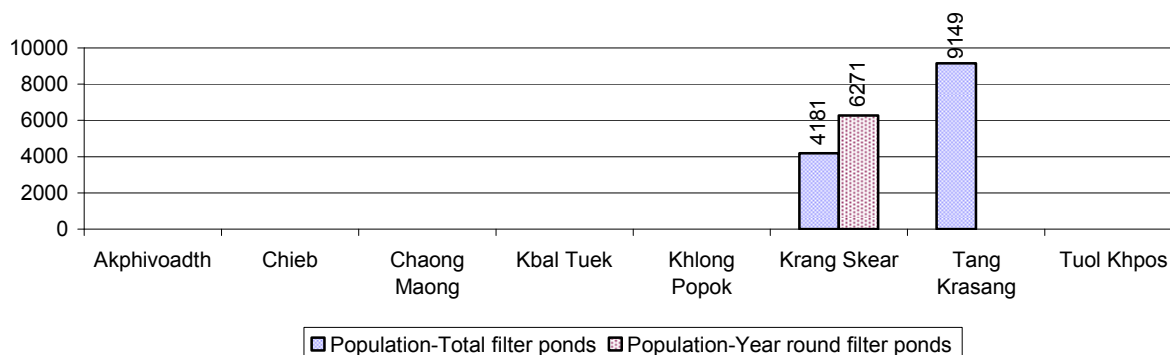 10000
8000
6000
4000
2000
0
4181
6271
9149
Akphivoadth
Chieb
Chaong
Maong
Kbal Tuek
Khlong
Popok
Krang Skear
Tang
Krasang
Tuol Khpos
Population-Total filter ponds
Population-Year round filter ponds